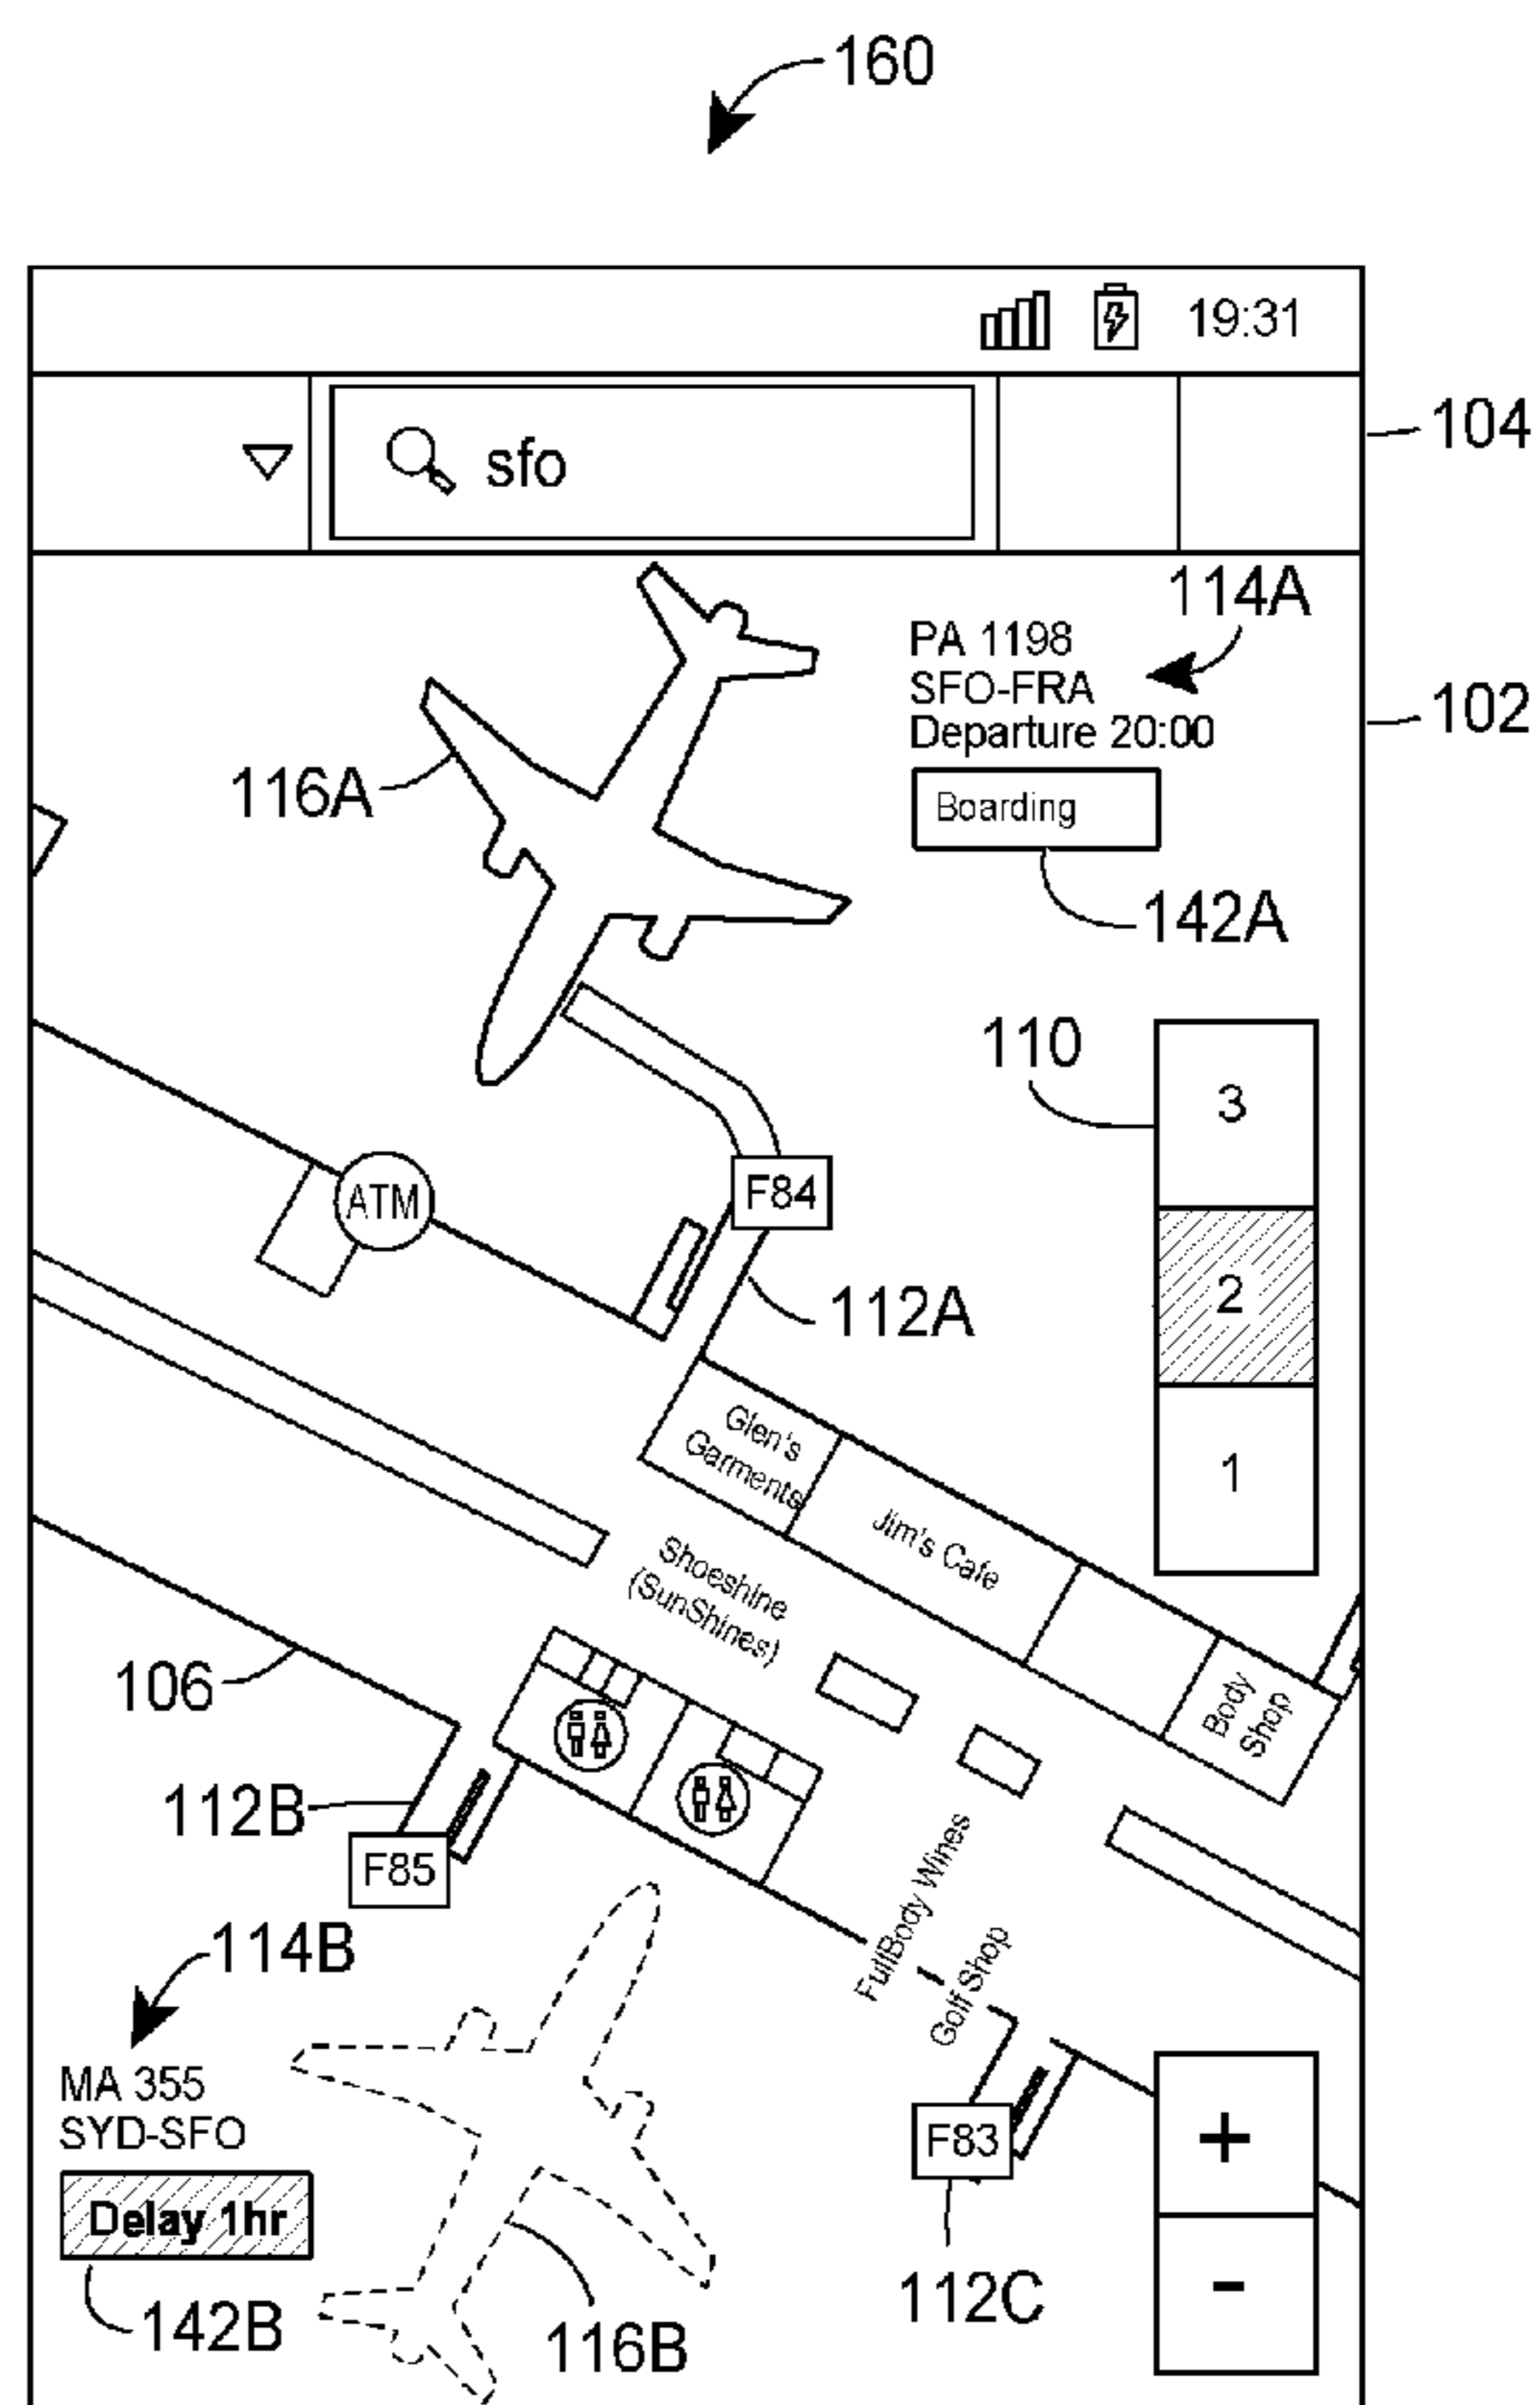 160
19:31
104
sfo
114A
PA 1198
SFO-FRA
Departure 20:00
102
116A
Boarding
142A
110
3
ATM
F84
2
112A
1
Glen's
Garments
Jim's Cafe
Shoeshine
(SunShines)
106
Body
Shop
112B
F85
FullBody Wines
Golf Shop
114B
MA 355
SYD-SFO
F83
+
Delay 1hr
112C
-
142B
116B